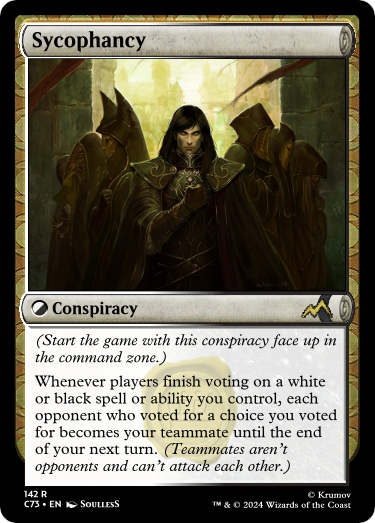 Sycophancy
Conspiracy
(Start the game with this conspiracy face up in
the command zone.)
Whenever players finish voting on a white
or black spell or ability you control, each
opponent who voted for a choice you voted
for becomes your teammate until the end
of your next turn. (Teammates aren't
opponents and can't attack each other.)
142 R
C73 • EN SoullesS
© Krumov
™ & © 2024 Wizards of the Coast